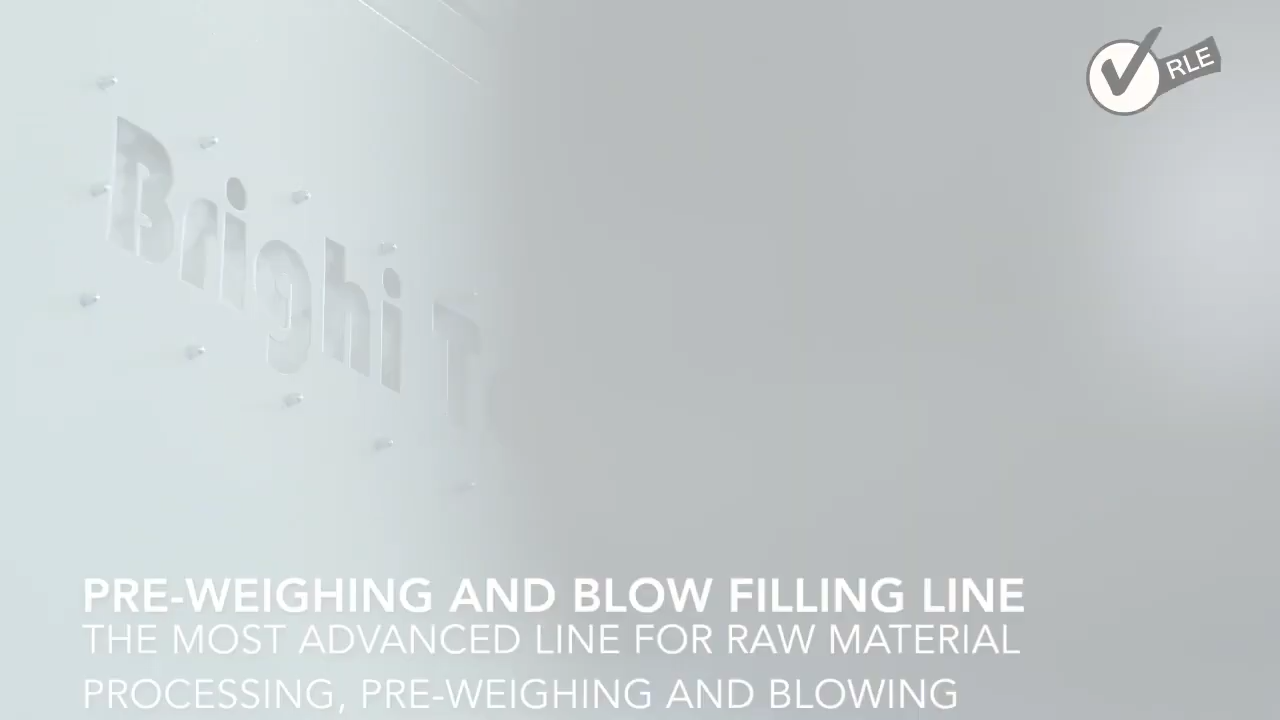 RLE
Brighi T
PRE-WEIGHING AND BLOW FILLING LINE
THE MOST ADVANCED LINE FOR RAW MATERIAL
PROCESSING, PRE-WEIGHING AND BLOWING